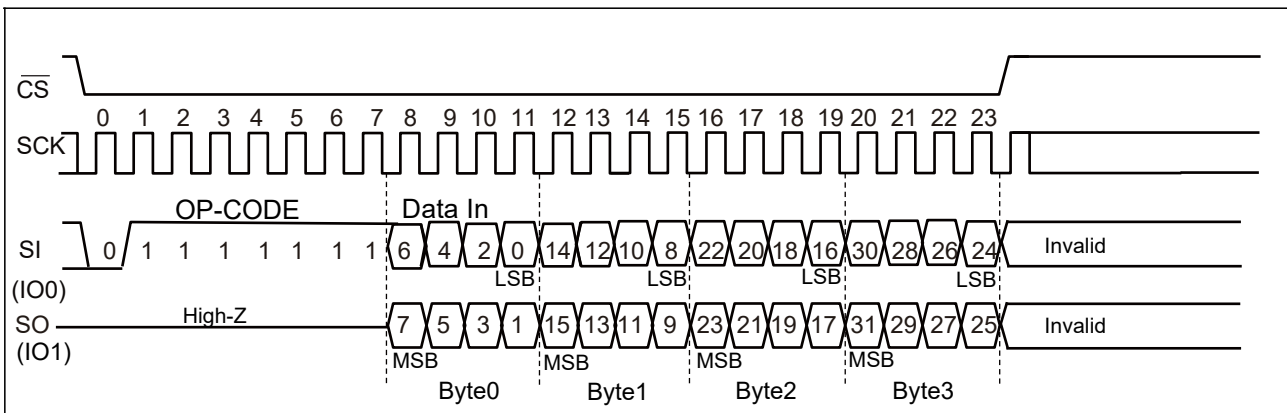 CS
0 1 2 3 4 5 6 7 8 9 10 11 12 13 14 15 16 17 18 19 20 21 22 23
SCK
OP-CODE Data In
SI 0 1 1 1 1 1 1 1 6 4 2 0 14 12 10 8 22 20 18 16 30 28 26 24 Invalid
LSB LSB LSB LSB
(IO0)
High-Z
SO 7 5 3 1 15 13 11 9 23 21 19 17 31 29 27 25 Invalid
(IO1)
MSB MSB MSB MSB
Byte0 Byte1 Byte2 Byte3